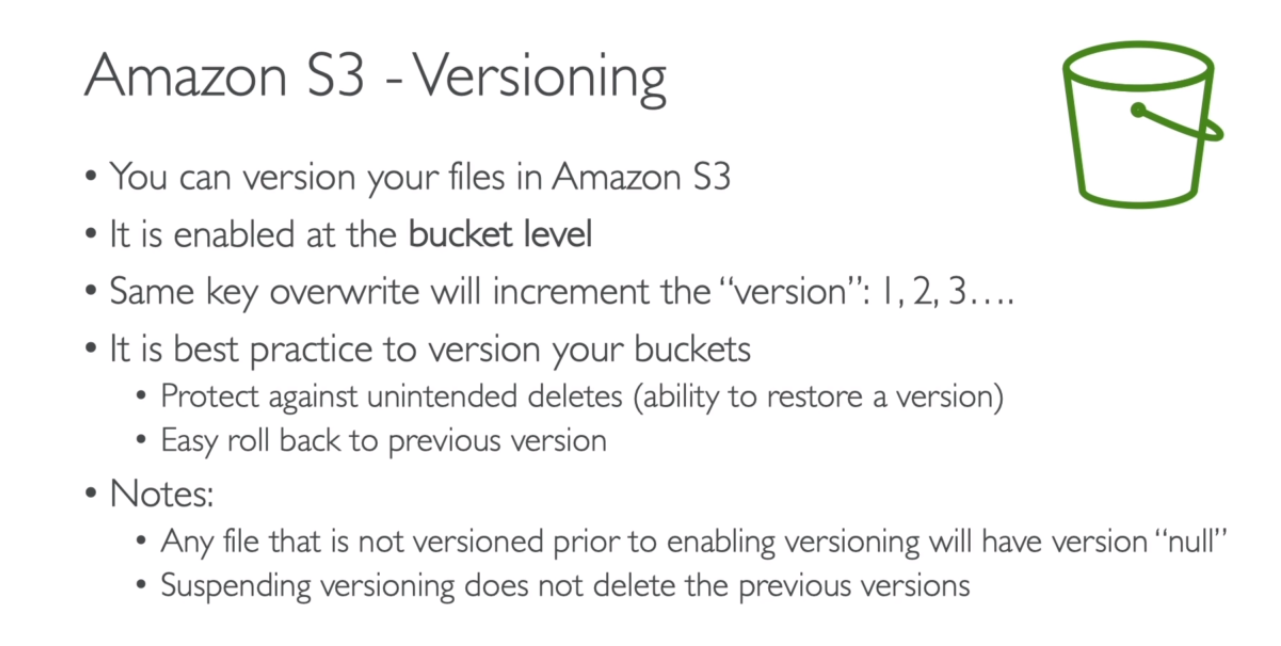 Amazon S3 - Versioning
• You can version your files in Amazon S3
• It is enabled at the bucket level
• Same key overwrite will increment the “version”: 1, 2, 3….
• It is best practice to version your buckets
• Protect against unintended deletes (ability to restore a version)
• Easy roll back to previous version
• Notes:
• Any file that is not versioned prior to enabling versioning will have version “null”
• Suspending versioning does not delete the previous versions